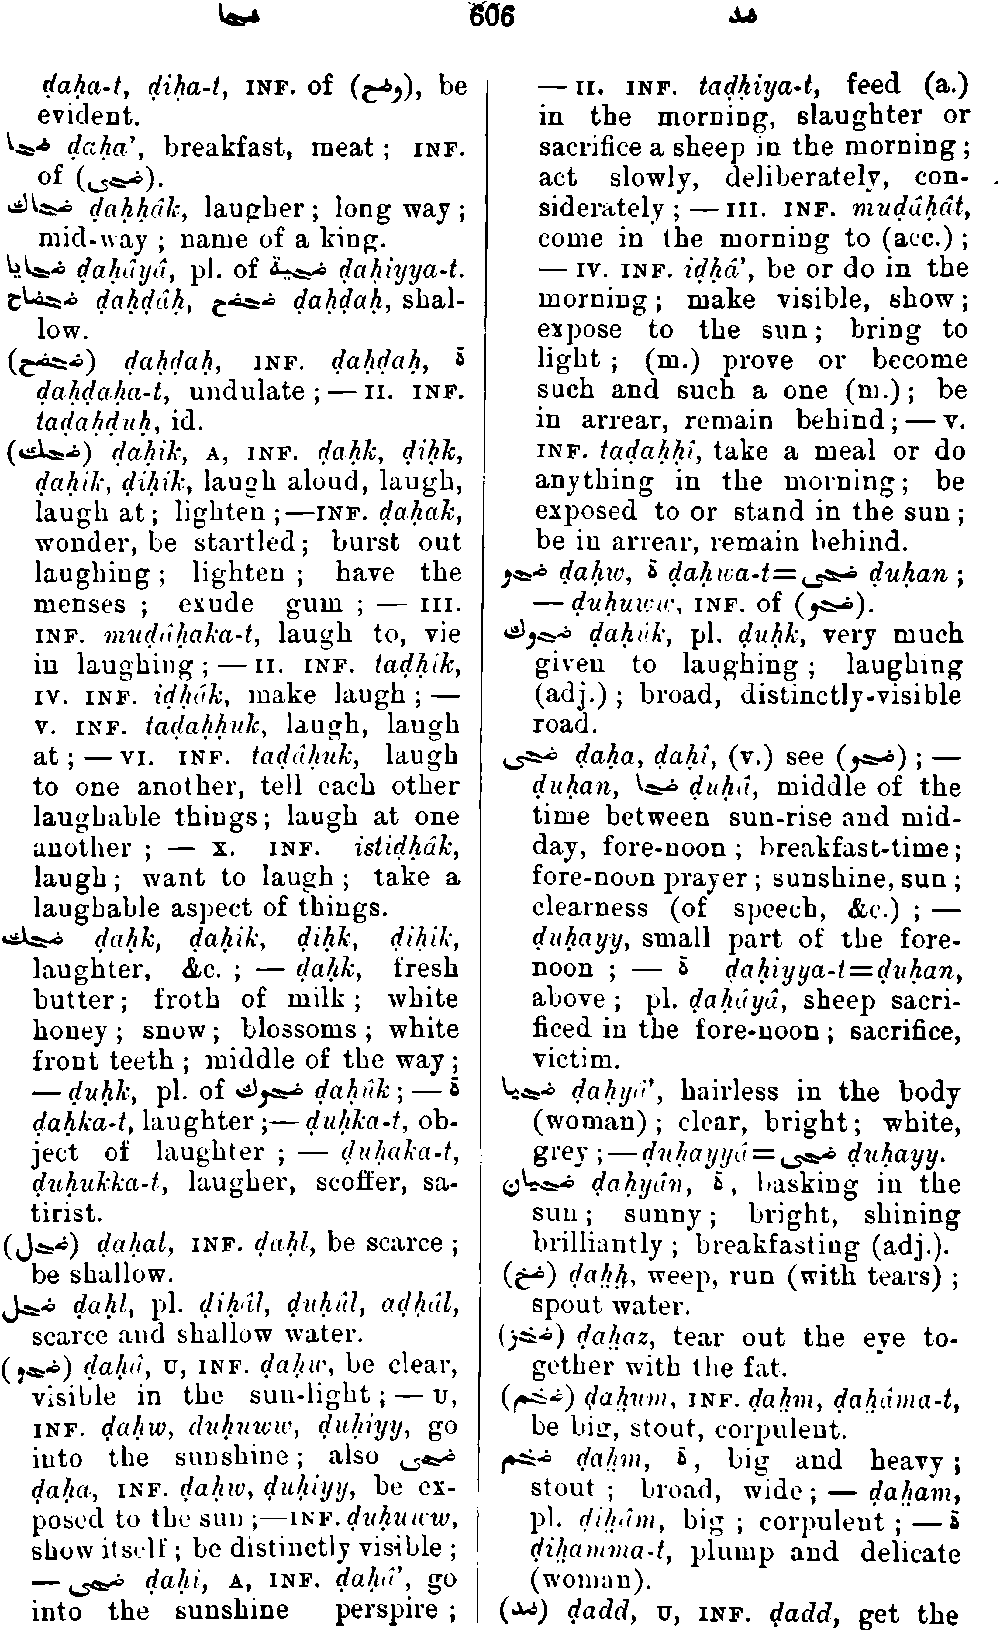 ضحا 606 ضد
ḍaḥa-t, ḍiḥa-t, INF. of (وضح), be
evident.
ضحا ḍaḥa’, breakfast, meat ; INF.
of (ضحى).
ضحاك ḍaḥḥâk, laugher ; long way ;
mid-way ; name of a king.
ضحايا ḍaḥâyâ, pl. of ضحية ḍaḥiyya-t.
ضحضاح ḍaḥḍâḥ, ضحضح ḍaḥḍaḥ, shal-
low.
(ضحضح) ḍaḥḍaḥ, INF. ḍaḥḍaḥ, ة
ḍaḥḍaḥa-t, undulate ; — II. INF.
taḍaḥḍuḥ, id.
(ضحك) ḍaḥik, A, INF. ḍaḥk, ḍiḥk,
ḍaḥik, ḍiḥik, laugh aloud, laugh,
laugh at ; lighten ;—INF. ḍaḥak,
wonder, be startled ; burst out
laughing ; lighten ; have the
menses ; exude gum ; — III.
INF. muḍâḥaka-t, laugh to, vie
in laughing ; — II. INF. taḍḥîk,
IV. INF. iḍḥâk, make laugh ; —
V. INF. taḍaḥḥuk, laugh, laugh
at ; — VI. INF. taḍâḥuk, laugh
to one another, tell each other
laughable things ; laugh at one
another ; — X. INF. istiḍḥâk,
laugh ; want to laugh ; take a
laughable aspect of things.
ضحك ḍaḥk, ḍaḥik, ḍiḥk, ḍiḥik,
laughter, &c. ; — ḍaḥk, fresh
butter ; froth of milk ; white
honey ; snow ; blossoms ; white
front teeth ; middle of the way ;
— ḍuḥk, pl. of ضحوك ḍaḥûk ; — ة
ḍaḥka-t, laughter ;— ḍuḥka-t, ob-
ject of laughter ; — ḍuḥaka-t,
ḍuḥukka-t, laugher, scoffer, sa-
tirist.
(ضحل) ḍaḥal, INF. ḍaḥl, be scarce ;
be shallow.
ضحل ḍaḥl, pl. ḍiḥâl, ḍuḥûl, aḍḥâl,
scarce and shallow water.
(ضحو) ḍaḥâ, U, INF. ḍaḥw, be clear,
visible in the sun-light ; — U,
INF. ḍaḥw, ḍuḥuww, ḍuḥiyy, go
into the sunshine ; also ضحى
ḍaḥa, INF. ḍaḥw, ḍuḥiyy, be ex-
posed to the sun ;—INF. ḍuḥuww,
show itself ; be distinctly visible ;
— ضحى ḍaḥi, A, INF. ḍaḥâ’, go
into the sunshine perspire ;
— II. INF. taḍḥiya-t, feed (a.)
in the morning, slaughter or
sacrifice a sheep in the morning ;
act slowly, deliberately, con-
siderately ; — III. INF. muḍâḥât,
come in the morning to (acc.) ;
— IV. INF. iḍḥâ’, be or do in the
morning ; make visible, show ;
expose to the sun ; bring to
light ; (m.) prove or become
such and such a one (m.) ; be
in arrear, remain behind ; — V.
INF. taḍaḥḥî, take a meal or do
anything in the morning ; be
exposed to or stand in the sun ;
be in arrear, remain behind.
ضحو ḍaḥw, ة ḍaḥwa-t=ضحى ḍuḥan ;
— ḍuḥuww, INF. of (ضحو).
ضحوك ḍaḥûk, pl. ḍuḥk, very much
given to laughing ; laughing
(adj.) ; broad, distinctly-visible
road.
ضحى ḍaḥa, ḍaḥî, (v.) see (ضحو) ; —
ḍuḥan, ضحا ḍuḥâ, middle of the
time between sun-rise and mid-
day, fore-noon ; breakfast-time ;
fore-noon prayer ; sunshine, sun ;
clearness (of speech, &c.) ; —
ḍuḥayy, small part of the fore-
noon ; — ة ḍaḥiyya-t=ḍuḥan,
above ; pl. ḍaḥâyâ, sheep sacri-
ficed in the fore-noon ; sacrifice,
victim.
ضحيا ḍaḥyâ’, hairless in the body
(woman) ; clear, bright ; white,
grey ;—ḍuḥayyâ=ضحى ḍuḥayy.
ضحيان ḍaḥyân, ة, basking in the
sun ; sunny ; bright, shining
brilliantly ; breakfasting (adj.).
(ضخ) ḍaḫḫ, weep, run (with tears) ;
spout water.
(ضخز) ḍaḫaz, tear out the eye to-
gether with the fat.
(ضخم) ḍaḫum, INF. ḍaḫm, ḍaḫâma-t,
be big, stout, corpulent.
ضخم ḍaḫm, ة, big and heavy ;
stout ; broad, wide ; — ḍaḫam,
pl. ḍiḫâm, big ; corpulent ; — ة
ḍiḫamma-t, plump and delicate
(woman).
(ضد) ḍadd, U, INF. ḍadd, get the